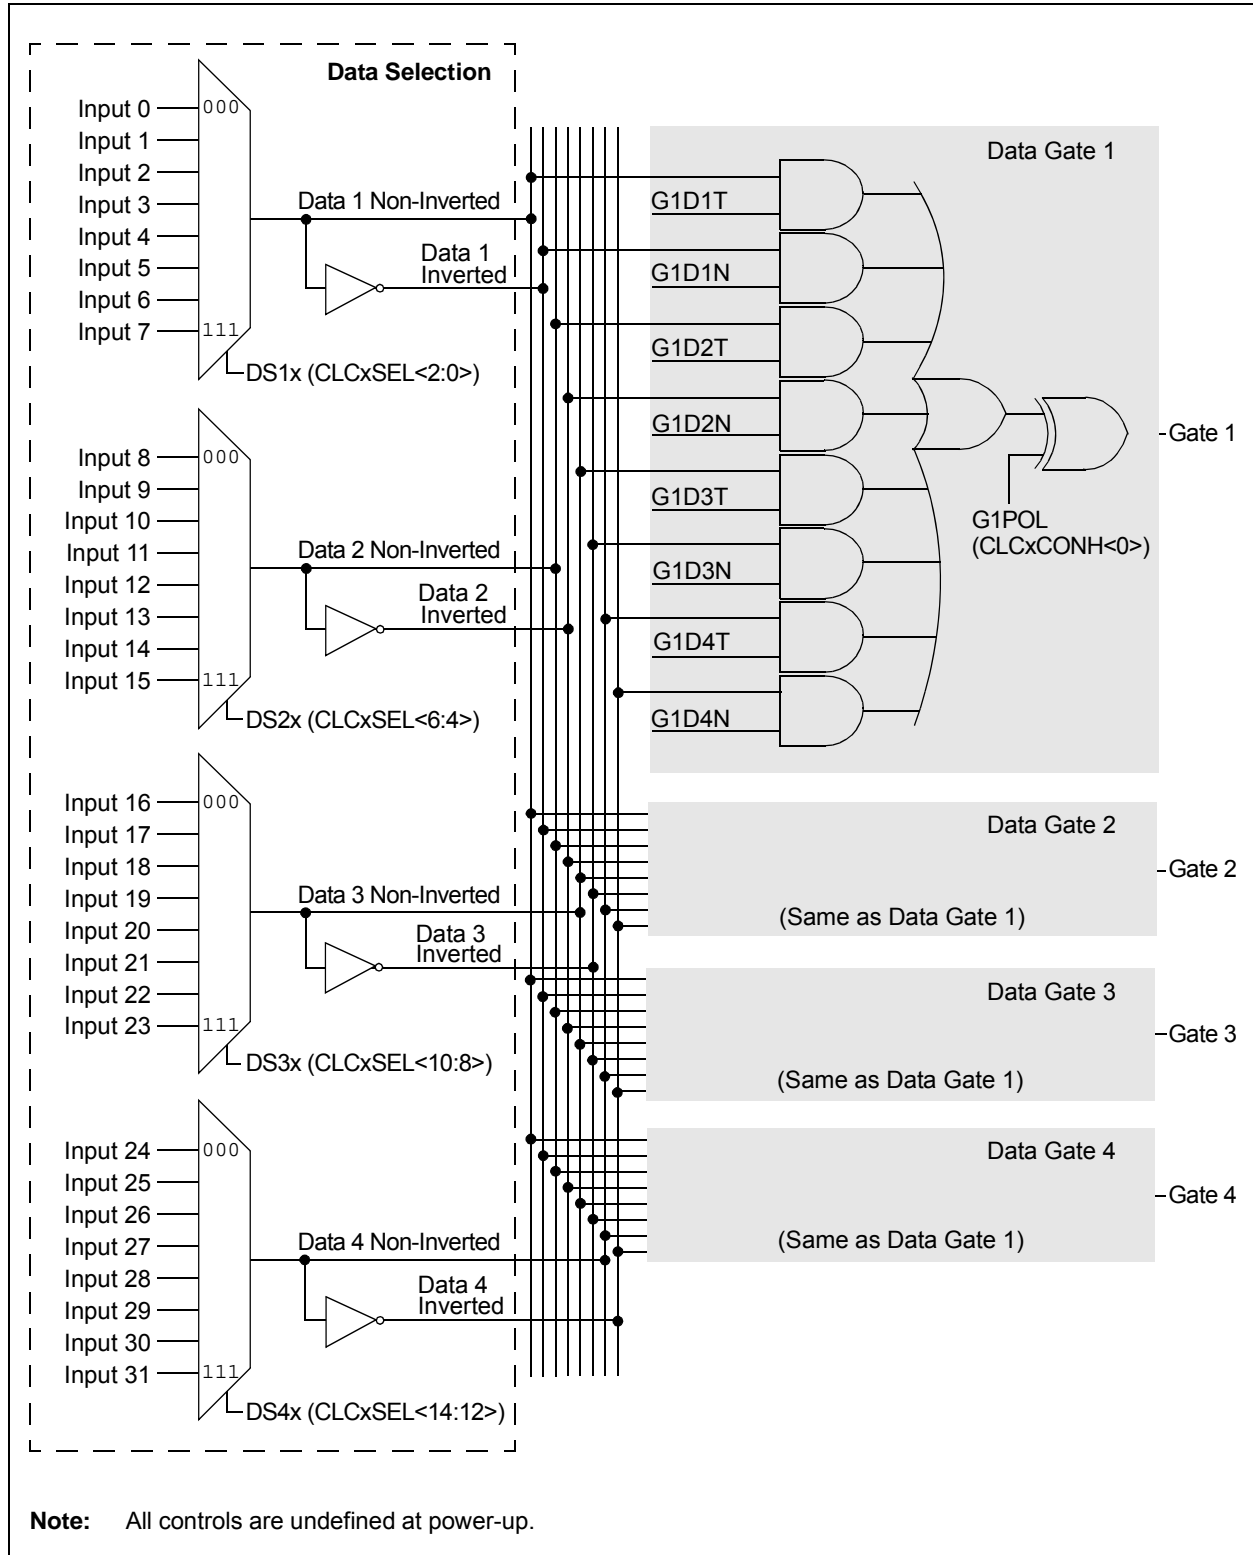 Data Selection
Input 0
000
Input 1
Input 2
Input 3
Input 4
Input 5
Input 6
Input 7
111
Data 1 Non-Inverted
Data 1
Inverted
DS1x (CLCxSEL<2:0>)
Input 8
000
Input 9
Input 10
Input 11
Input 12
Input 13
Input 14
Input 15
111
Data 2 Non-Inverted
Data 2
Inverted
DS2x (CLCxSEL<6:4>)
Input 16
000
Input 17
Input 18
Input 19
Input 20
Input 21
Input 22
Input 23
111
Data 3 Non-Inverted
Data 3
Inverted
DS3x (CLCxSEL<10:8>)
Input 24
000
Input 25
Input 26
Input 27
Input 28
Input 29
Input 30
Input 31
111
Data 4 Non-Inverted
Data 4
Inverted
DS4x (CLCxSEL<14:12>)
Data Gate 1
G1D1T
G1D1N
G1D2T
G1D2N
G1D3T
G1D3N
G1D4T
G1D4N
G1POL
(CLCxCONH<0>)
Gate 1
Data Gate 2
(Same as Data Gate 1)
Gate 2
Data Gate 3
(Same as Data Gate 1)
Gate 3
Data Gate 4
(Same as Data Gate 1)
Gate 4
Note: All controls are undefined at power-up.